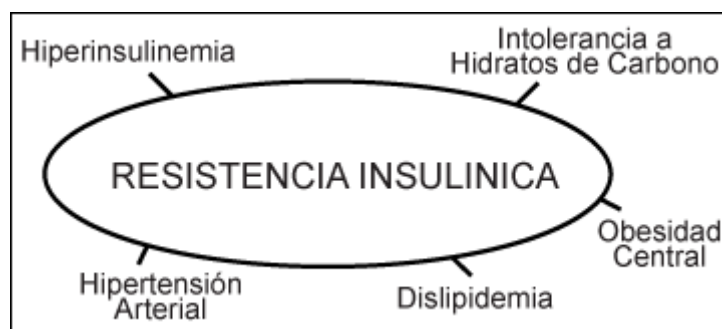 Hiperinsulinemia
Intolerancia a
Hidratos de Carbono
RESISTENCIA INSULINICA
Obesidad
Central
Hipertensión
Arterial
Dislipidemia